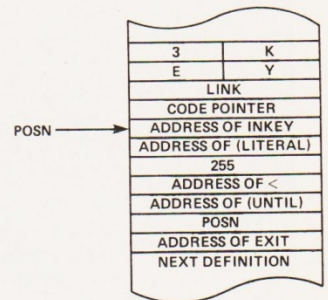 3 K
E Y
LINK
CODE POINTER
POSN ADDRESS OF INKEY
ADDRESS OF (LITERAL)
255
ADDRESS OF <
ADDRESS OF (UNTIL)
POSN
ADDRESS OF EXIT
NEXT DEFINITION